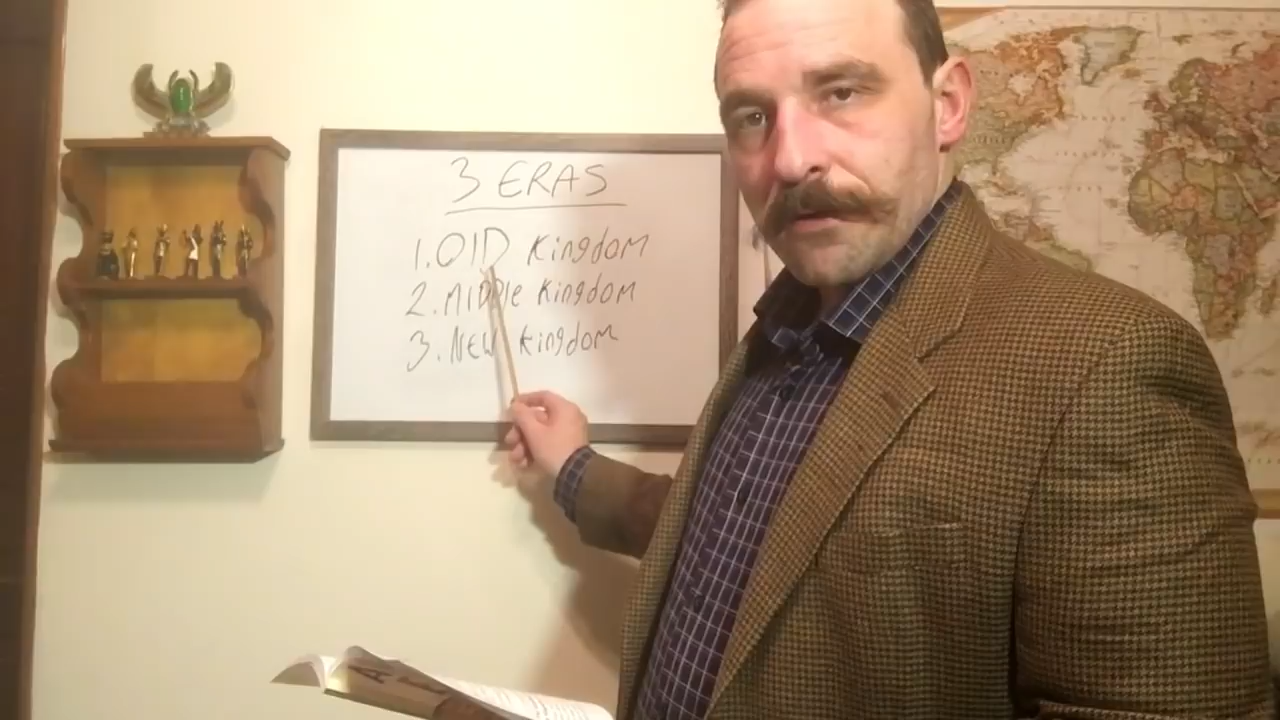 3 ERAS
1. OlD Kingdom
2. MIDDle Kingdom
3. NEW Kingdom